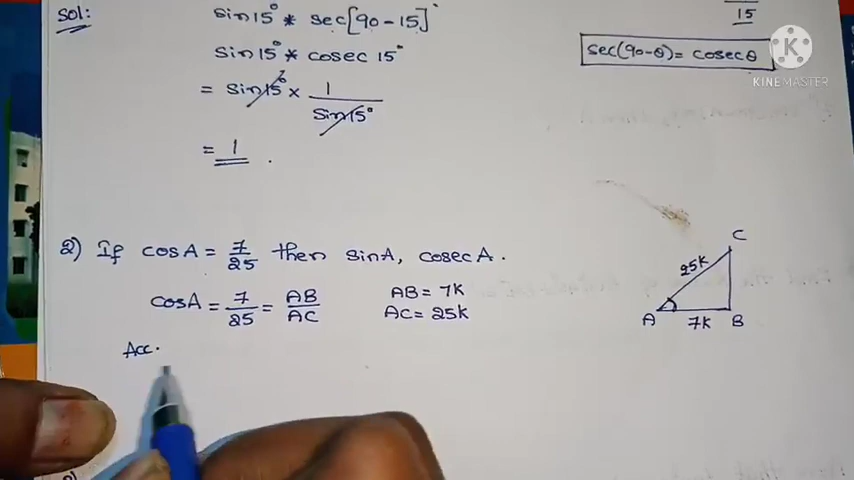 15
Sol: sin15° * sec[90-15]°
sin15° * cosec 15°
sec(90-θ)= cosecθ
= sin15° × 1/sin15°
= 1.
K
KINEMASTER
2) If cosA = 7/25 then sinA, cosecA.
cosA = 7/25 = AB/AC
AB = 7K
AC = 25K
Acc.
C
25K
A 7K B